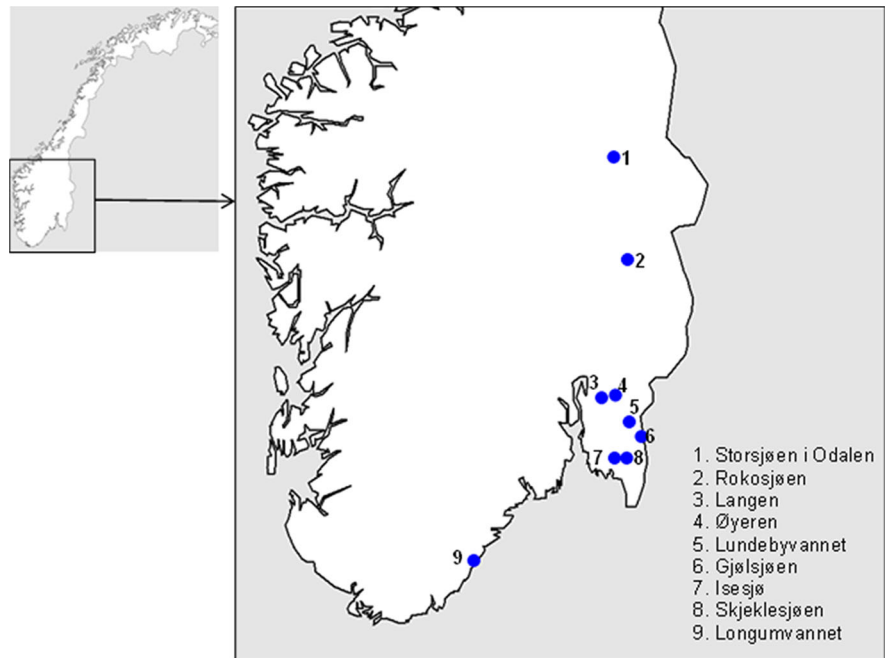 1
2
3 4
5
6
7 8
9
1. Storsjøen i Odalen
2. Rokosjøen
3. Langen
4. Øyeren
5. Lundebyvannet
6. Gjølsjøen
7. Isesjø
8. Skjeklesjøen
9. Longumvannet